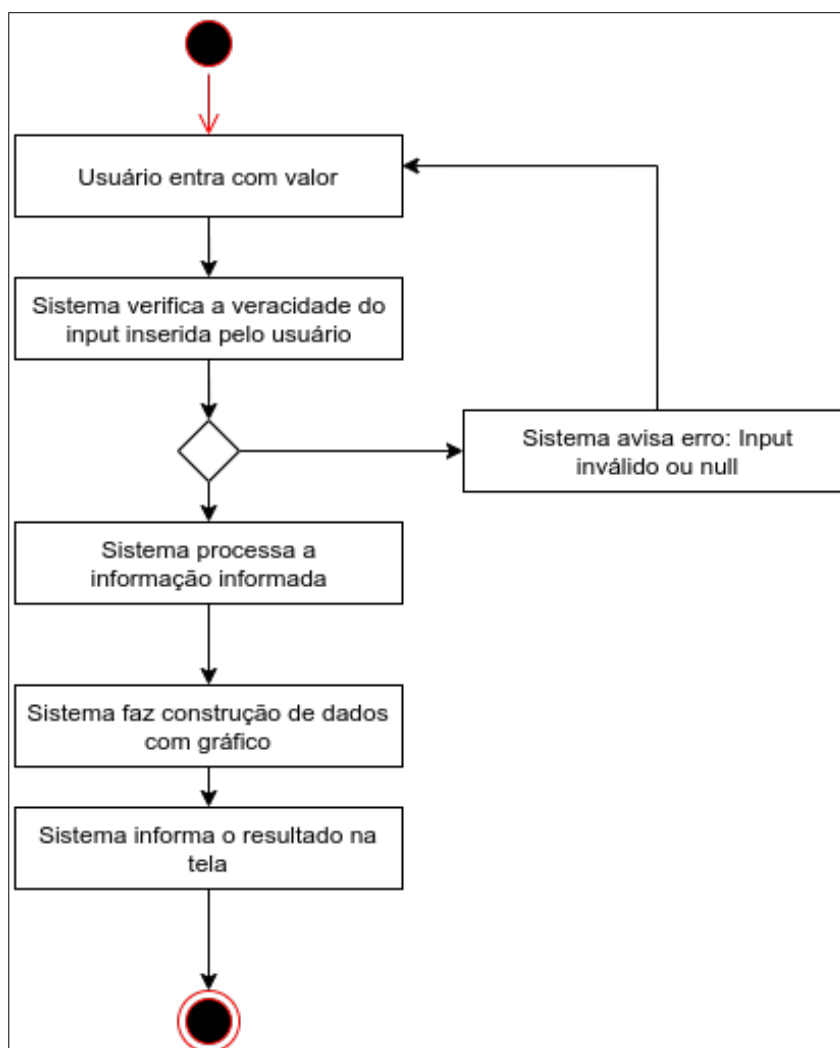 Usuário entra com valor
Sistema verifica a veracidade do
input inserida pelo usuário
Sistema avisa erro: Input
inválido ou null
Sistema processa a
informação informada
Sistema faz construção de dados
com gráfico
Sistema informa o resultado na
tela